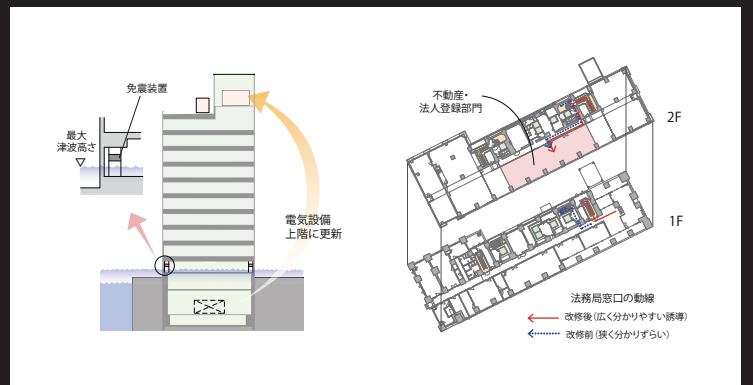 免震装置
最大
津波高さ
電気設備
上階に更新
不動産・
法人登録部門
2F
1F
法務局窓口の動線
改修後（広く分かりやすい誘導）
改修前（狭く分かりずらい）